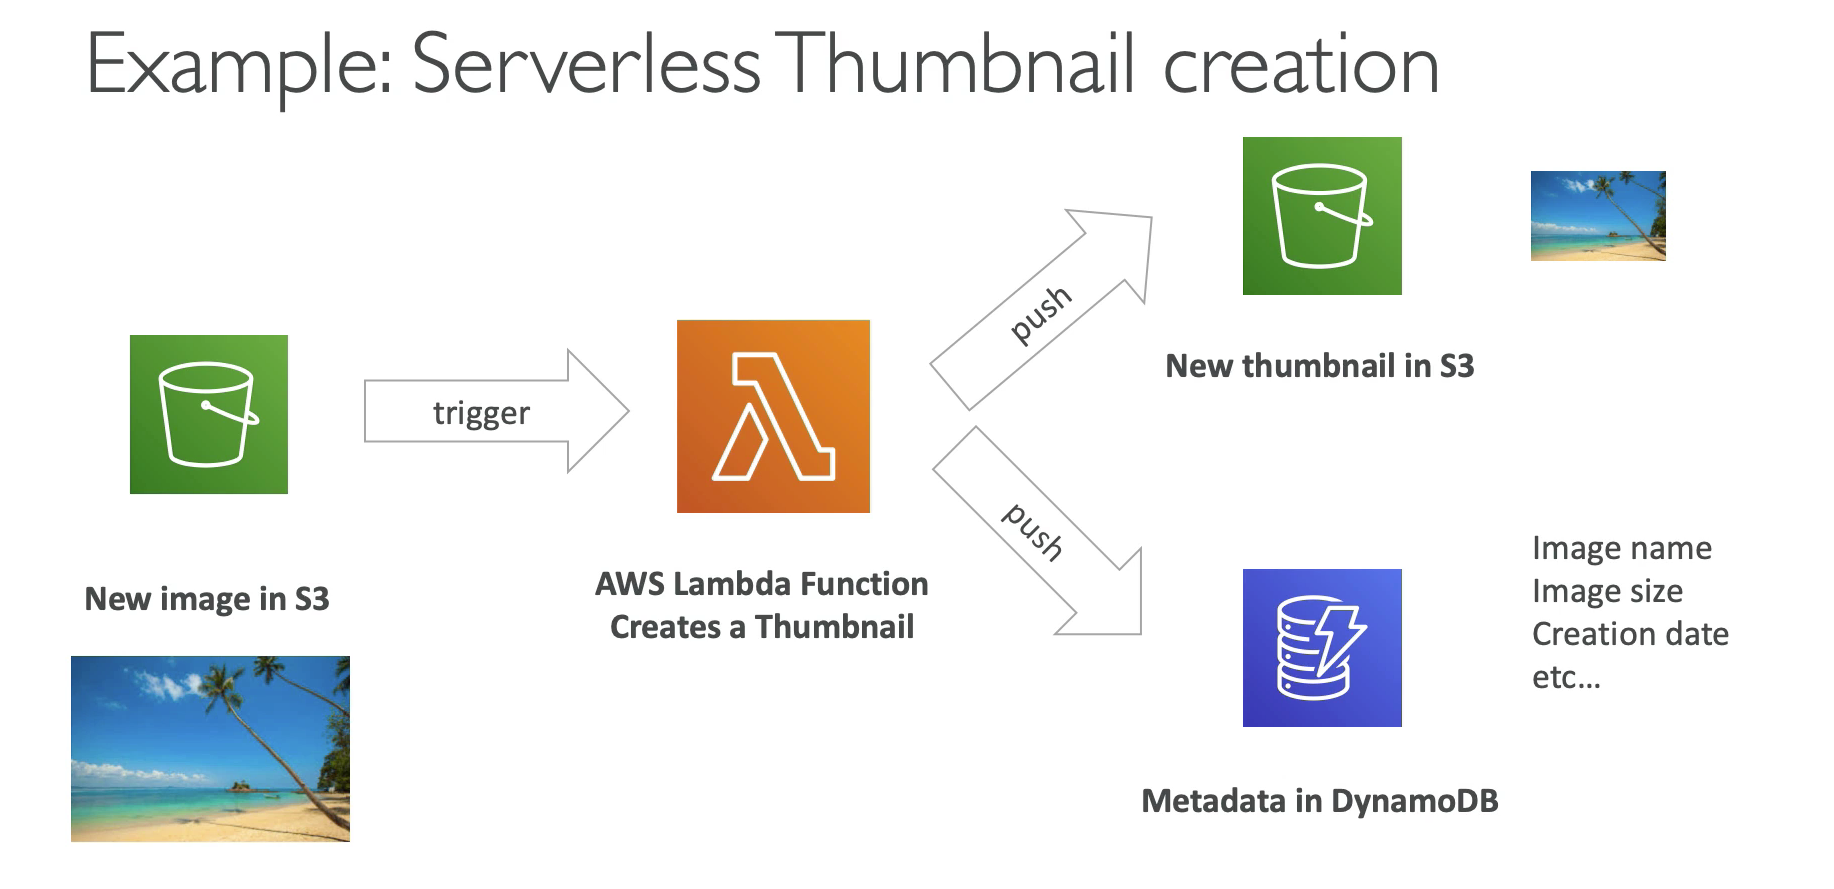 Example: Serverless Thumbnail creation
trigger
push
push
New image in S3
AWS Lambda Function
Creates a Thumbnail
New thumbnail in S3
Image name
Image size
Creation date
etc...
Metadata in DynamoDB